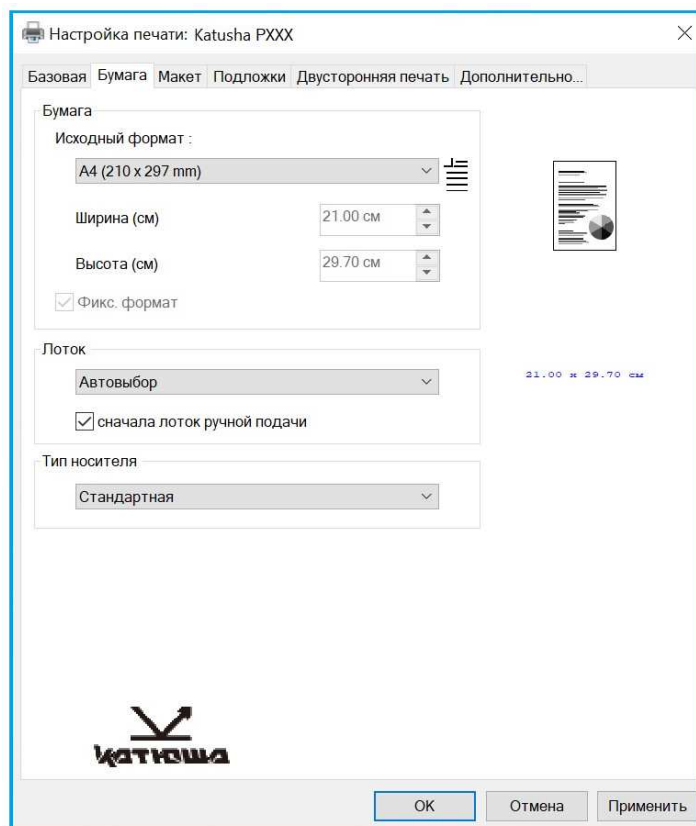 Настройка печати: Katusha PXXX
Базовая Бумага Макет Подложки Двусторонняя печать Дополнительно...
Бумага
Исходный формат :
A4 (210 x 297 mm)
Ширина (см) 21.00 см
Высота (см) 29.70 см
Фикс. формат
Лоток
Автовыбор
21.00 x 29.70 см
сначала лоток ручной подачи
Тип носителя
Стандартная
катюша
OK Отмена Применить